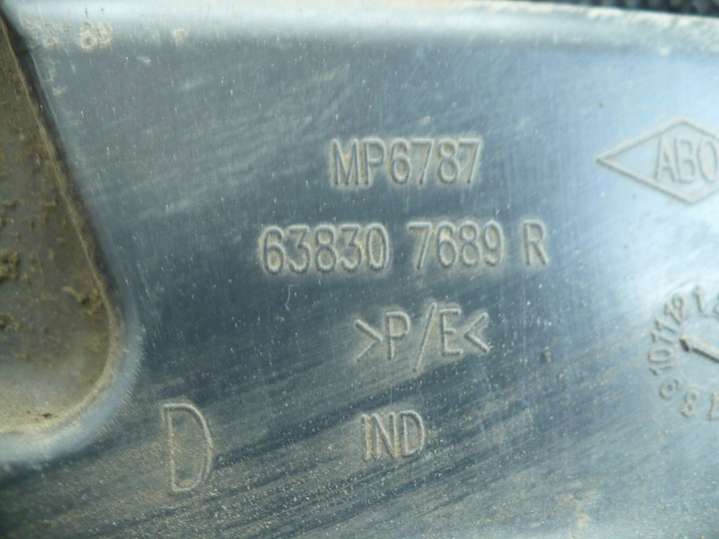 MP6787
ABO
63830 7689 R
>P/E<
D
IND